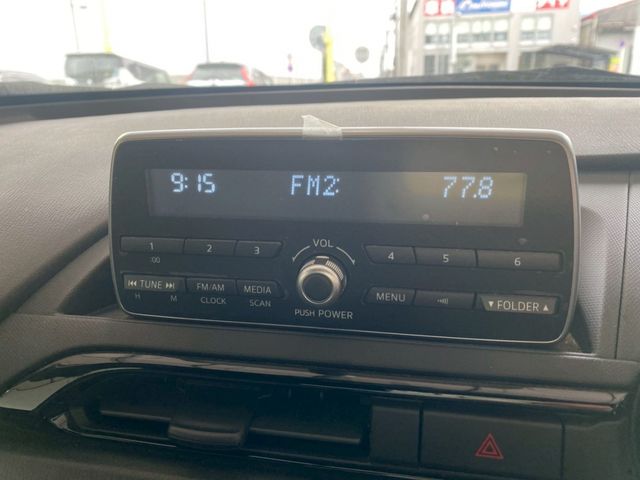 9:15 FM2: 77.8
VOL
1 2 3 4 5 6
:00
TUNE FM/AM MEDIA MENU ▼ FOLDER ▲
H M CLOCK SCAN
PUSH POWER